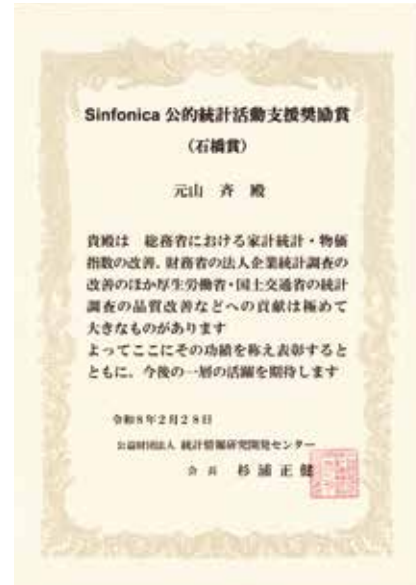 Sinfonica 公的統計活動支援奨励賞
(石橋賞)
元山 斉 殿
貴殿は 総務省における家計統計・物価
指数の改善、財務省の法人企業統計調査の
改善のほか厚生労働省・国土交通省の統計
調査の品質改善などへの貢献は極めて
大きなものがあります
よってここにその功績を称え表彰すると
ともに、今後の一層の活躍を期待します
令和8年2月28日
公益財団法人 統計情報研究開発センター
会長 杉浦正健